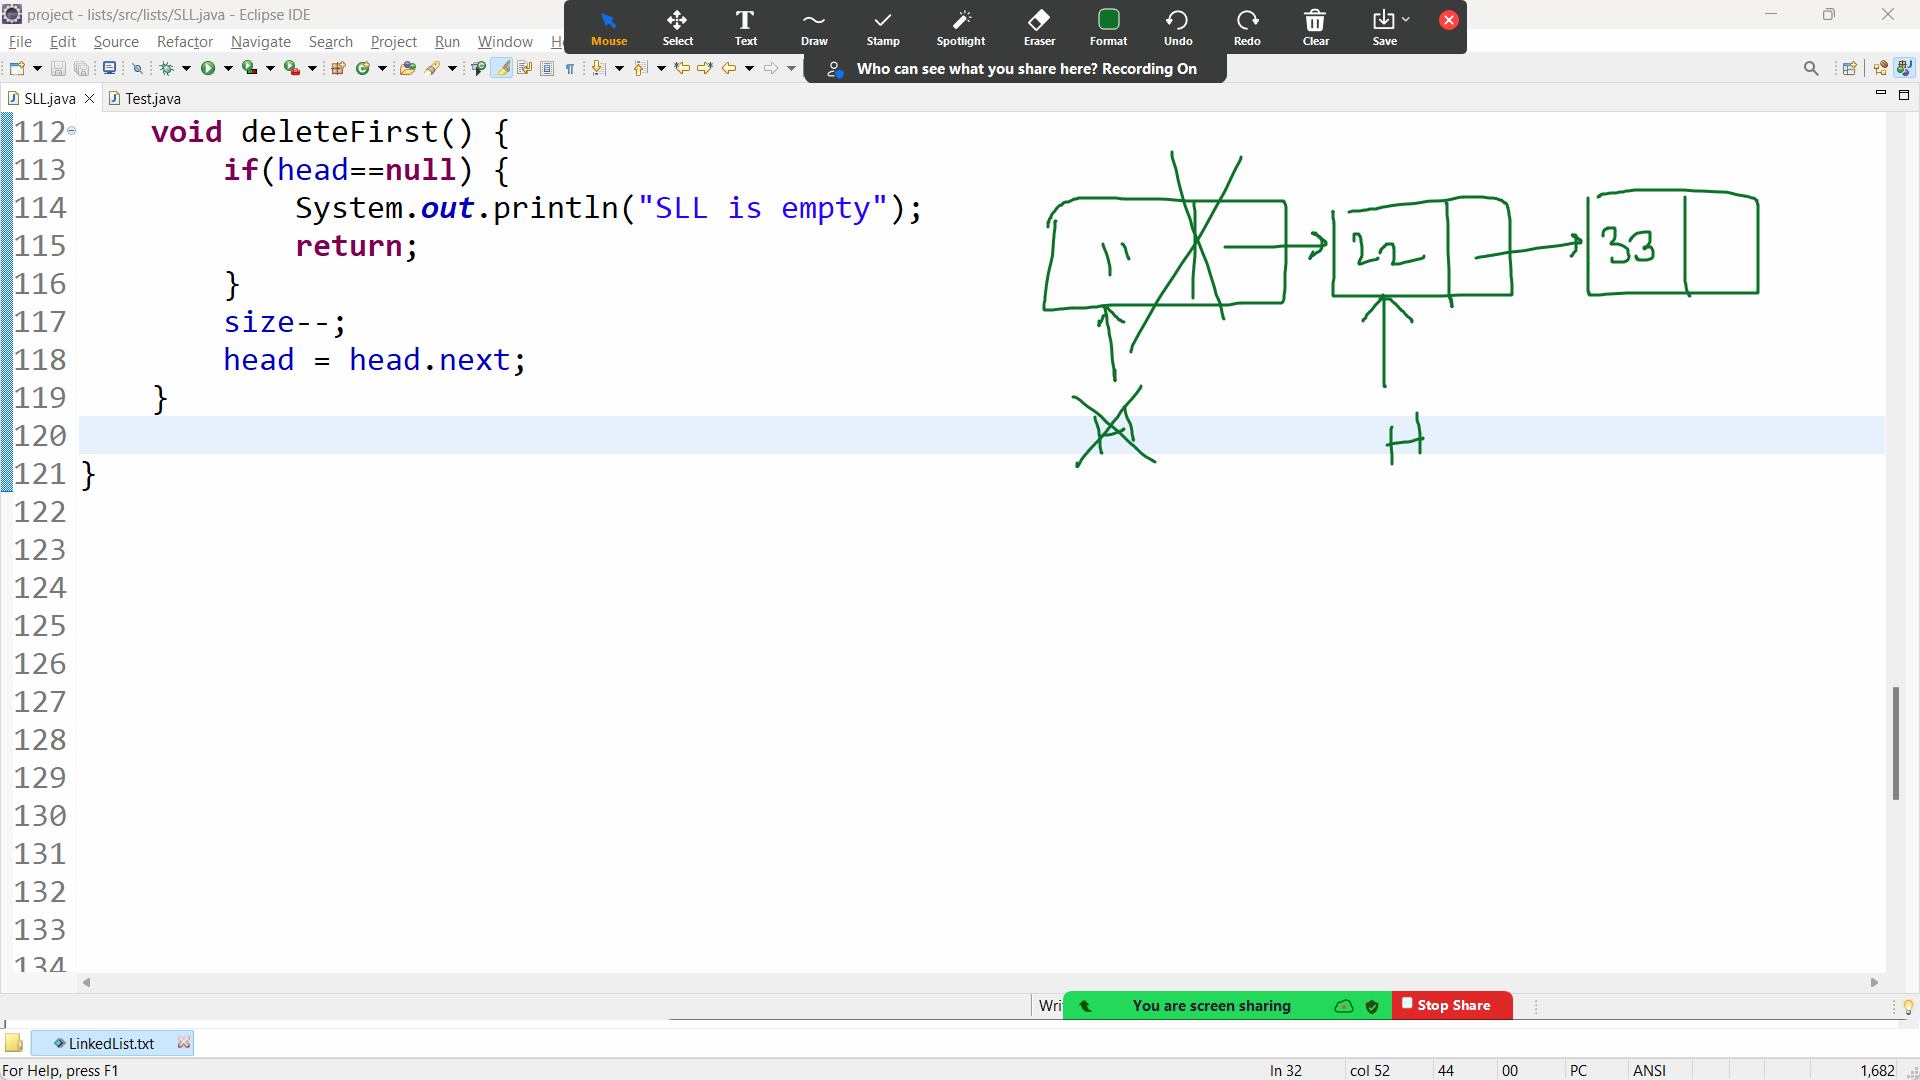 project - lists/src/lists/SLL.java - Eclipse IDE
File Edit Source Refactor Navigate Search Project Run Window
Mouse Select Text Draw Stamp Spotlight Eraser Format Undo Redo Clear Save
Who can see what you share here? Recording On
SLL.java Test.java
112 void deleteFirst() {
113 if(head==null) {
114 System.out.println("SLL is empty");
115 return;
116 }
117 size--;
118 head = head.next;
119 }
120
121 }
122
123
124
125
126
127
128
129
130
131
132
133
134
11 22 33
H H
Wri
You are screen sharing Stop Share
LinkedList.txt
For Help, press F1 ln 32 col 52 44 00 PC ANSI 1,682